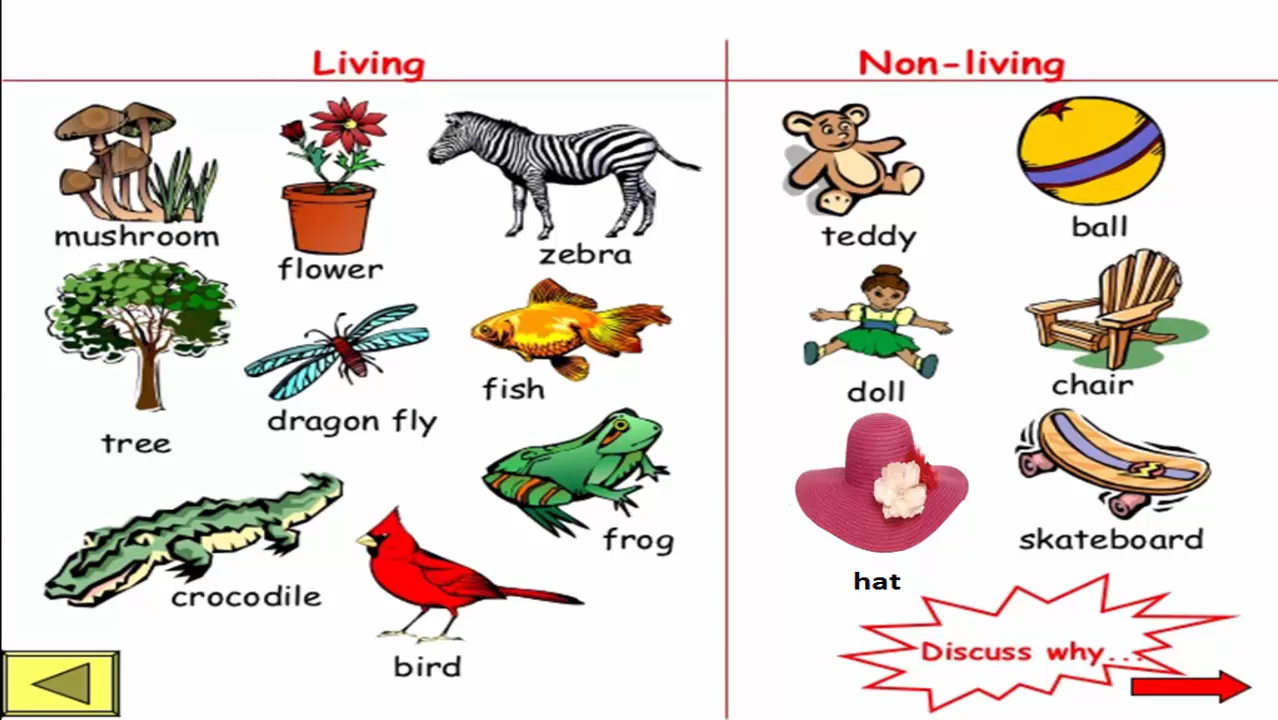 Living
Non-living
mushroom
flower
zebra
tree
dragon fly
fish
crocodile
bird
frog
teddy
ball
doll
chair
hat
skateboard
Discuss why...